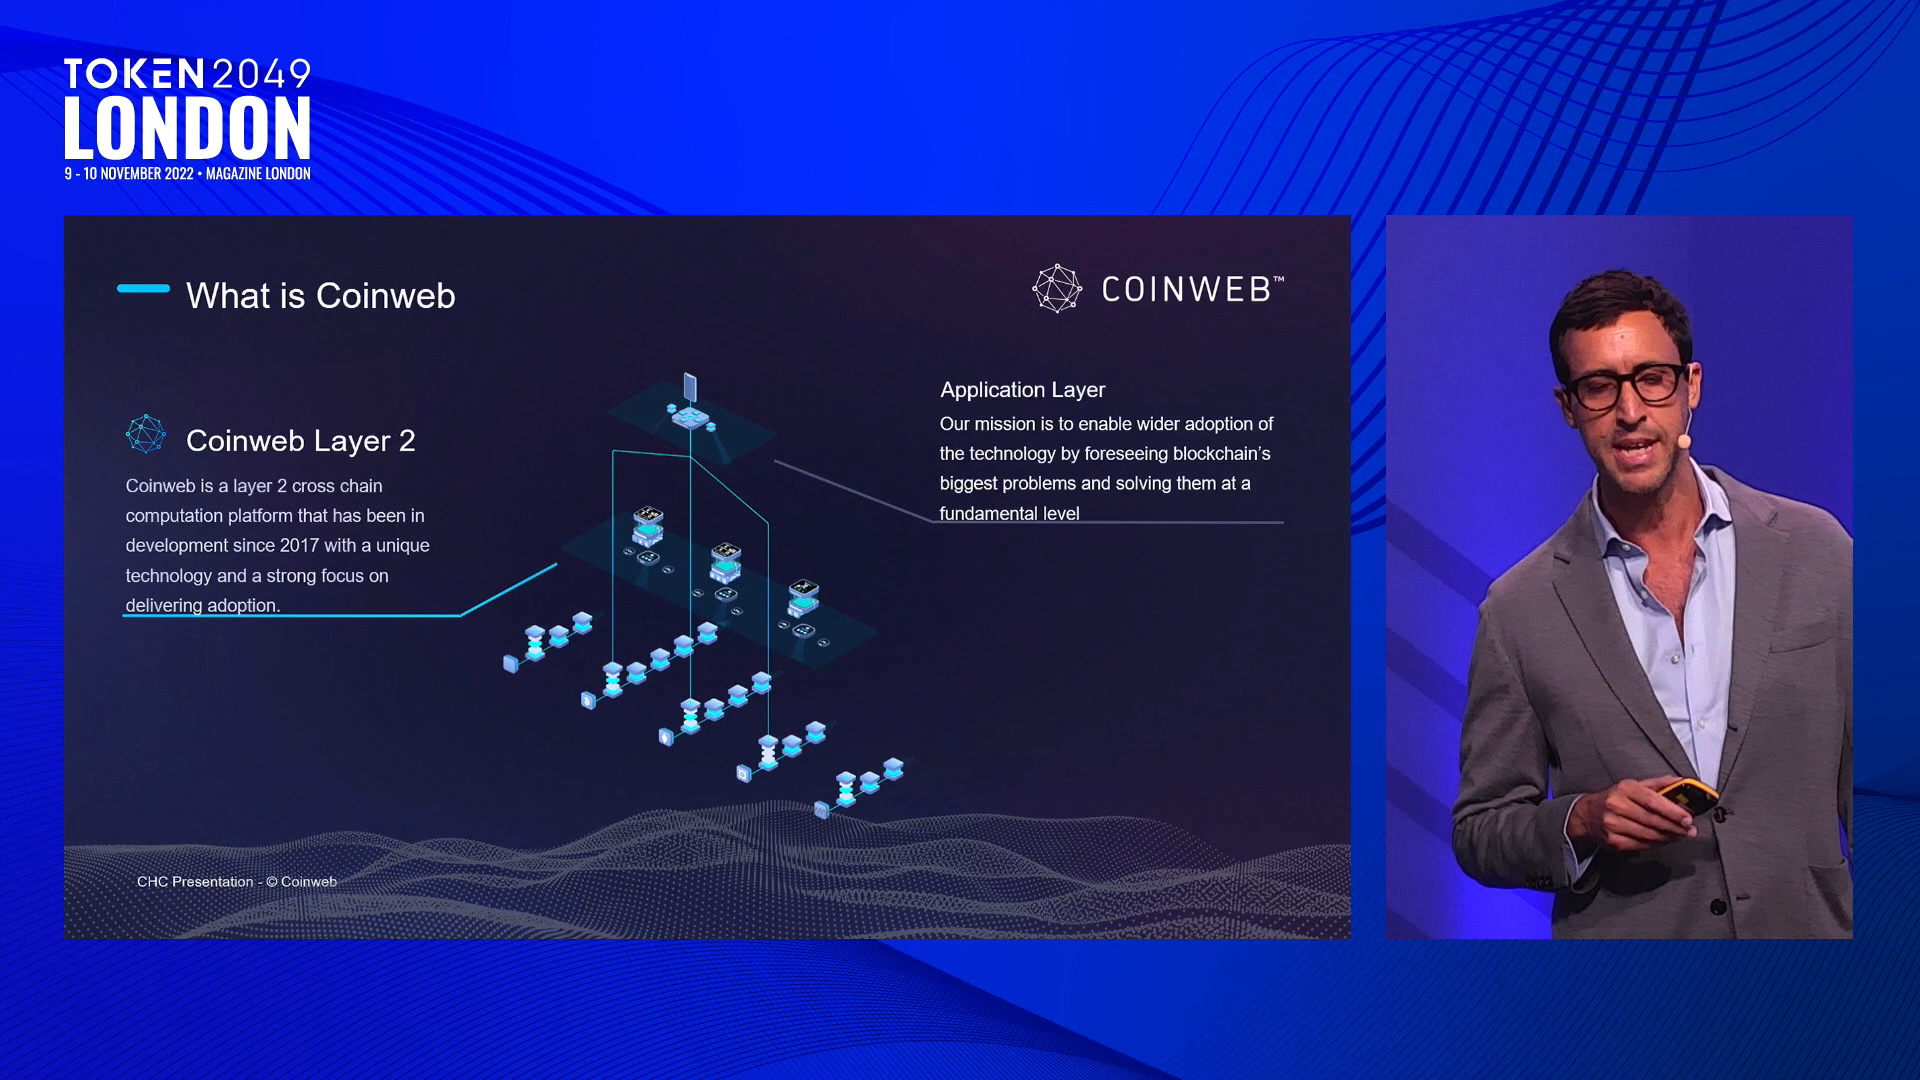 TOKEN2049
LONDON
9 - 10 NOVEMBER 2022 • MAGAZINE LONDON
What is Coinweb
COINWEB™
Coinweb Layer 2
Coinweb is a layer 2 cross chain
computation platform that has been in
development since 2017 with a unique
technology and a strong focus on
delivering adoption.
Application Layer
Our mission is to enable wider adoption of
the technology by foreseeing blockchain’s
biggest problems and solving them at a
fundamental level
CHC Presentation - © Coinweb